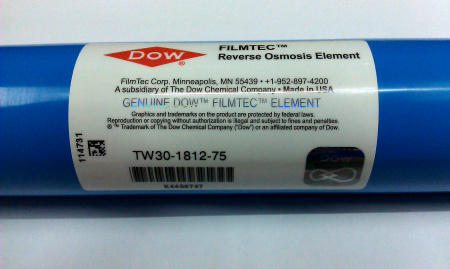 DOW
FILMTEC™
Reverse Osmosis Element
FilmTec Corp. Minneapolis, MN 55439 • +1-952-897-4200
A subsidiary of The Dow Chemical Company • Made in USA
GENUINE DOW™ FILMTEC™ ELEMENT
Graphics and trademarks on the product are protected by federal laws.
Reproduction or copying without authorization is illegal and subject to fines and penalties.
®™ Trademark of The Dow Chemical Company ("Dow") or an affiliated company of Dow.
114731
TW30-1812-75
DOW